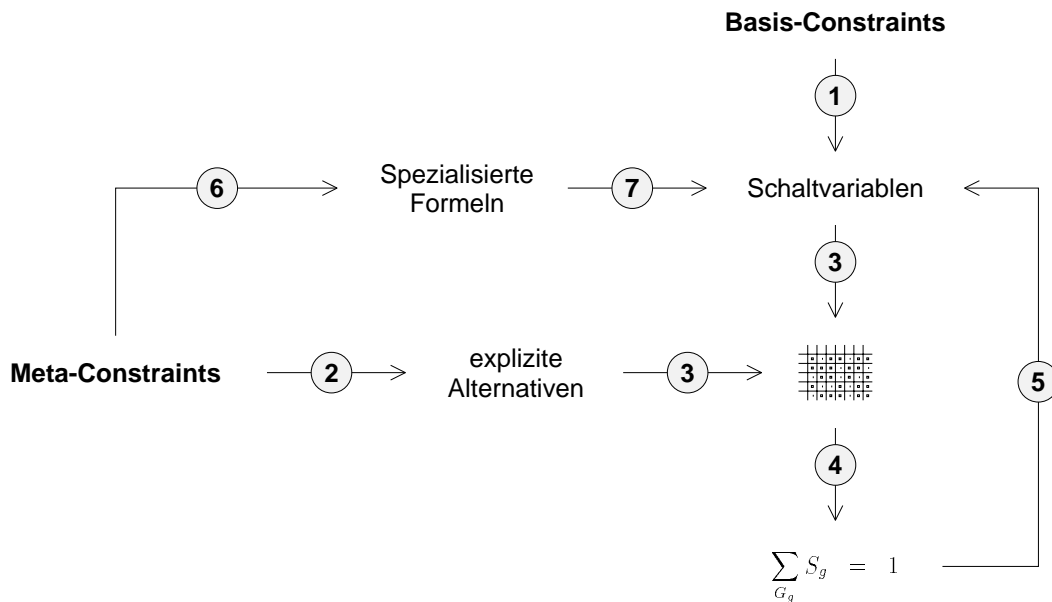 Basis-Constraints
1
6
Spezialisierte
Formeln
7
Schaltvariablen
3
Meta-Constraints
2
explizite
Alternativen
3
5
4
∑ S_g = 1
G_g